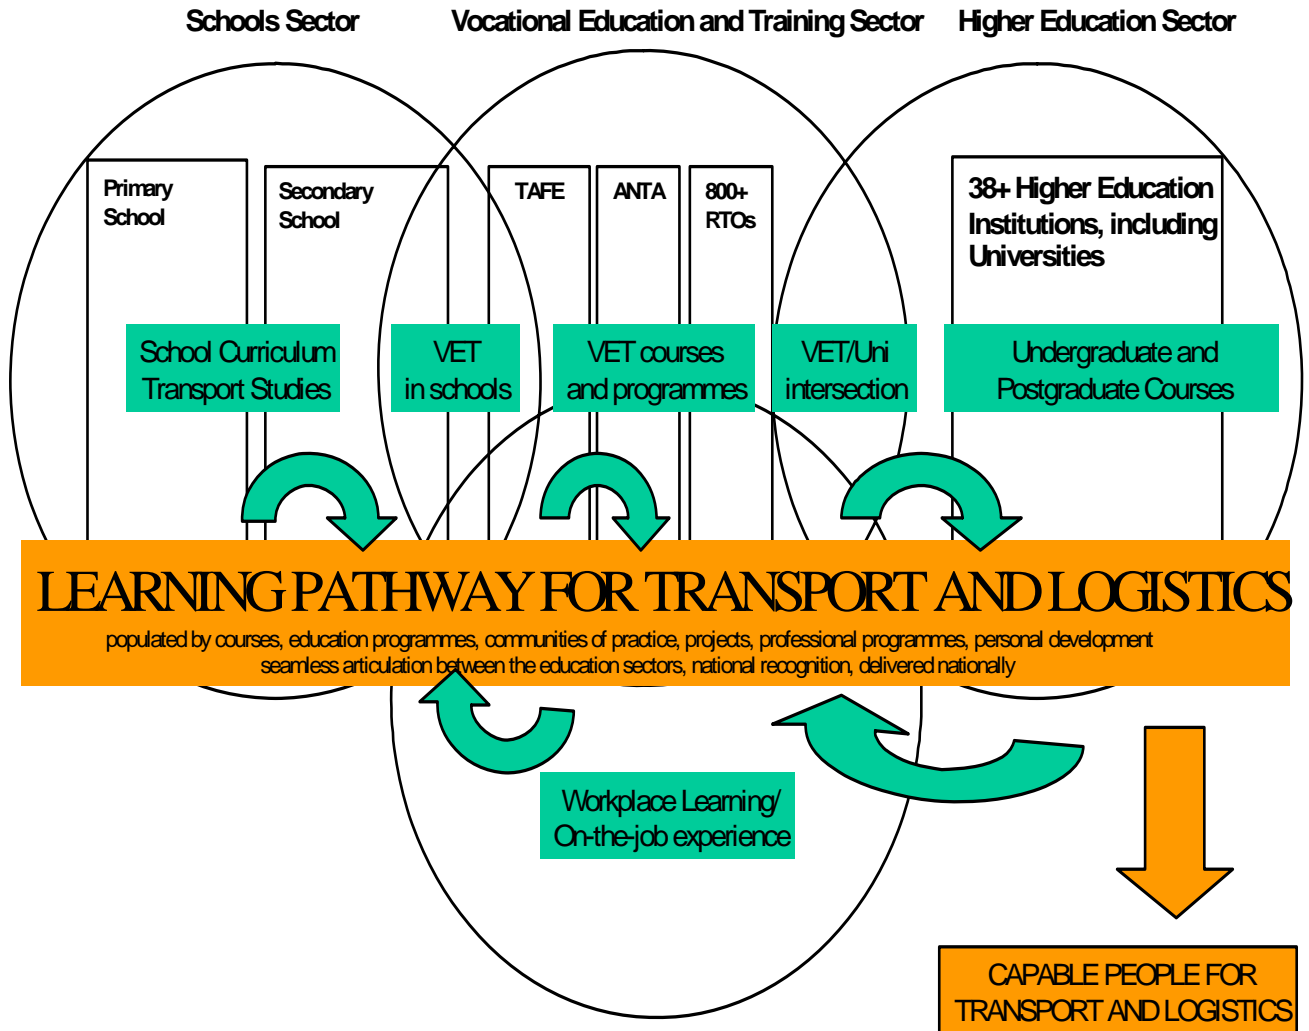 Schools Sector
Vocational Education and Training Sector
Higher Education Sector
Primary
School
Secondary
School
TAFE
ANTA
800+
RTOs
38+ Higher Education
Institutions, including
Universities
School Curriculum
Transport Studies
VET
in schools
VET courses
and programmes
VET/Uni
intersection
Undergraduate and
Postgraduate Courses
LEARNING PATHWAY FOR TRANSPORT AND LOGISTICS
populated by courses, education programmes, communities of practice, projects, professional programmes, personal development
seamless articulation between the education sectors, national recognition, delivered nationally
Workplace Learning/
On-the-job experience
CAPABLE PEOPLE FOR
TRANSPORT AND LOGISTICS